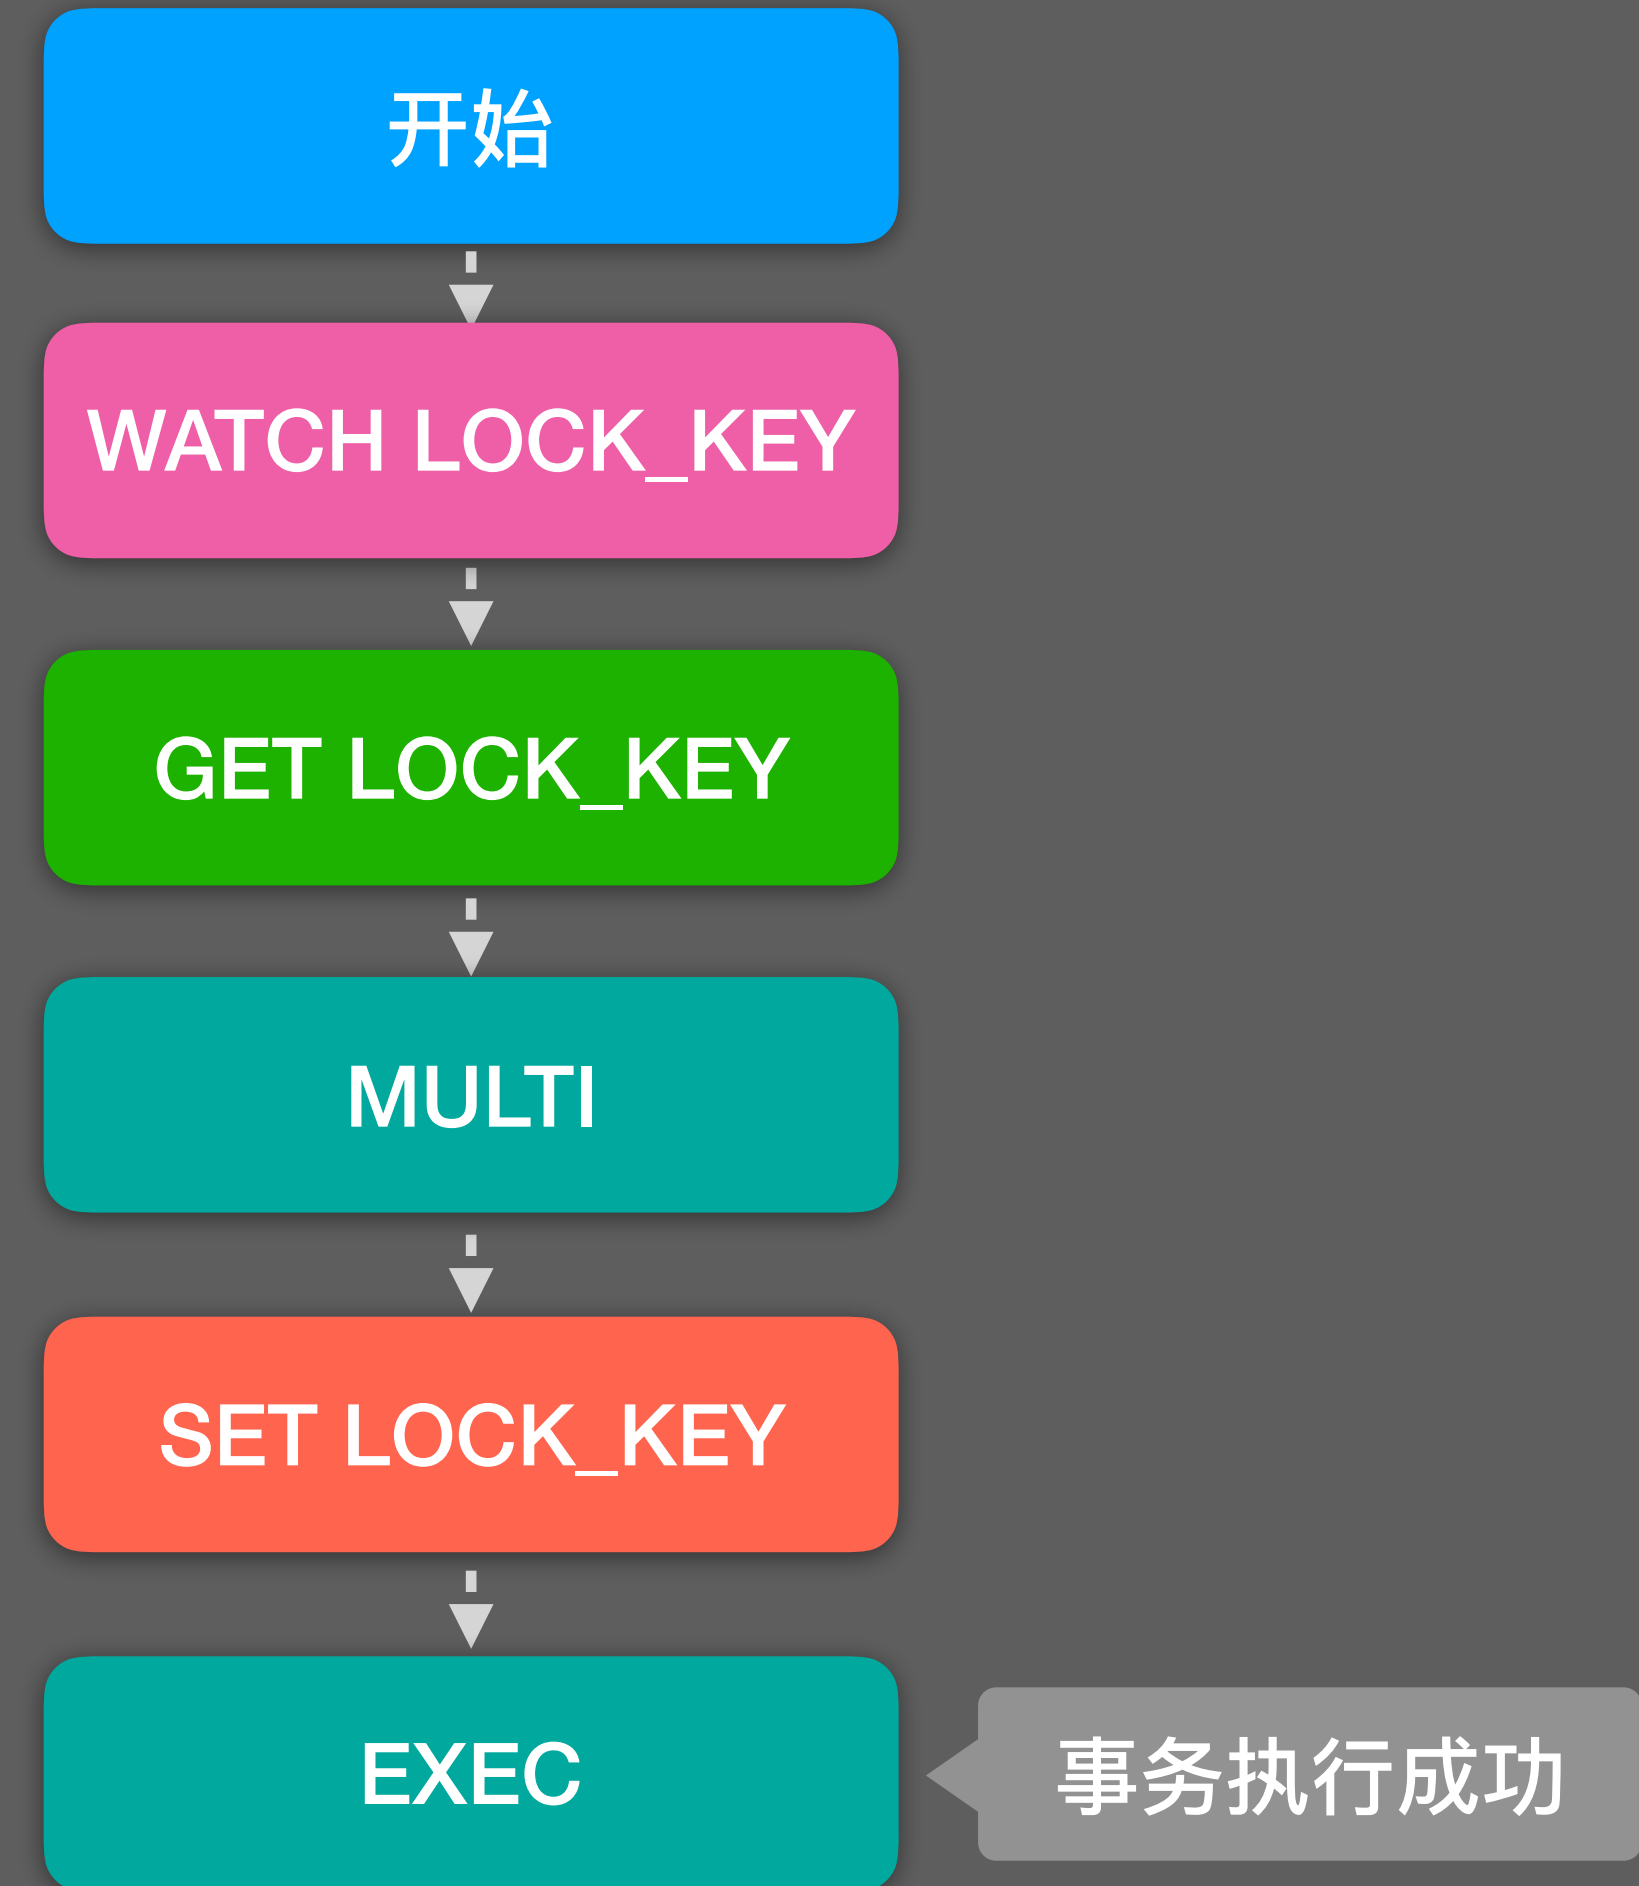 开始
WATCH LOCK_KEY
GET LOCK_KEY
MULTI
SET LOCK_KEY
EXEC
事务执行成功